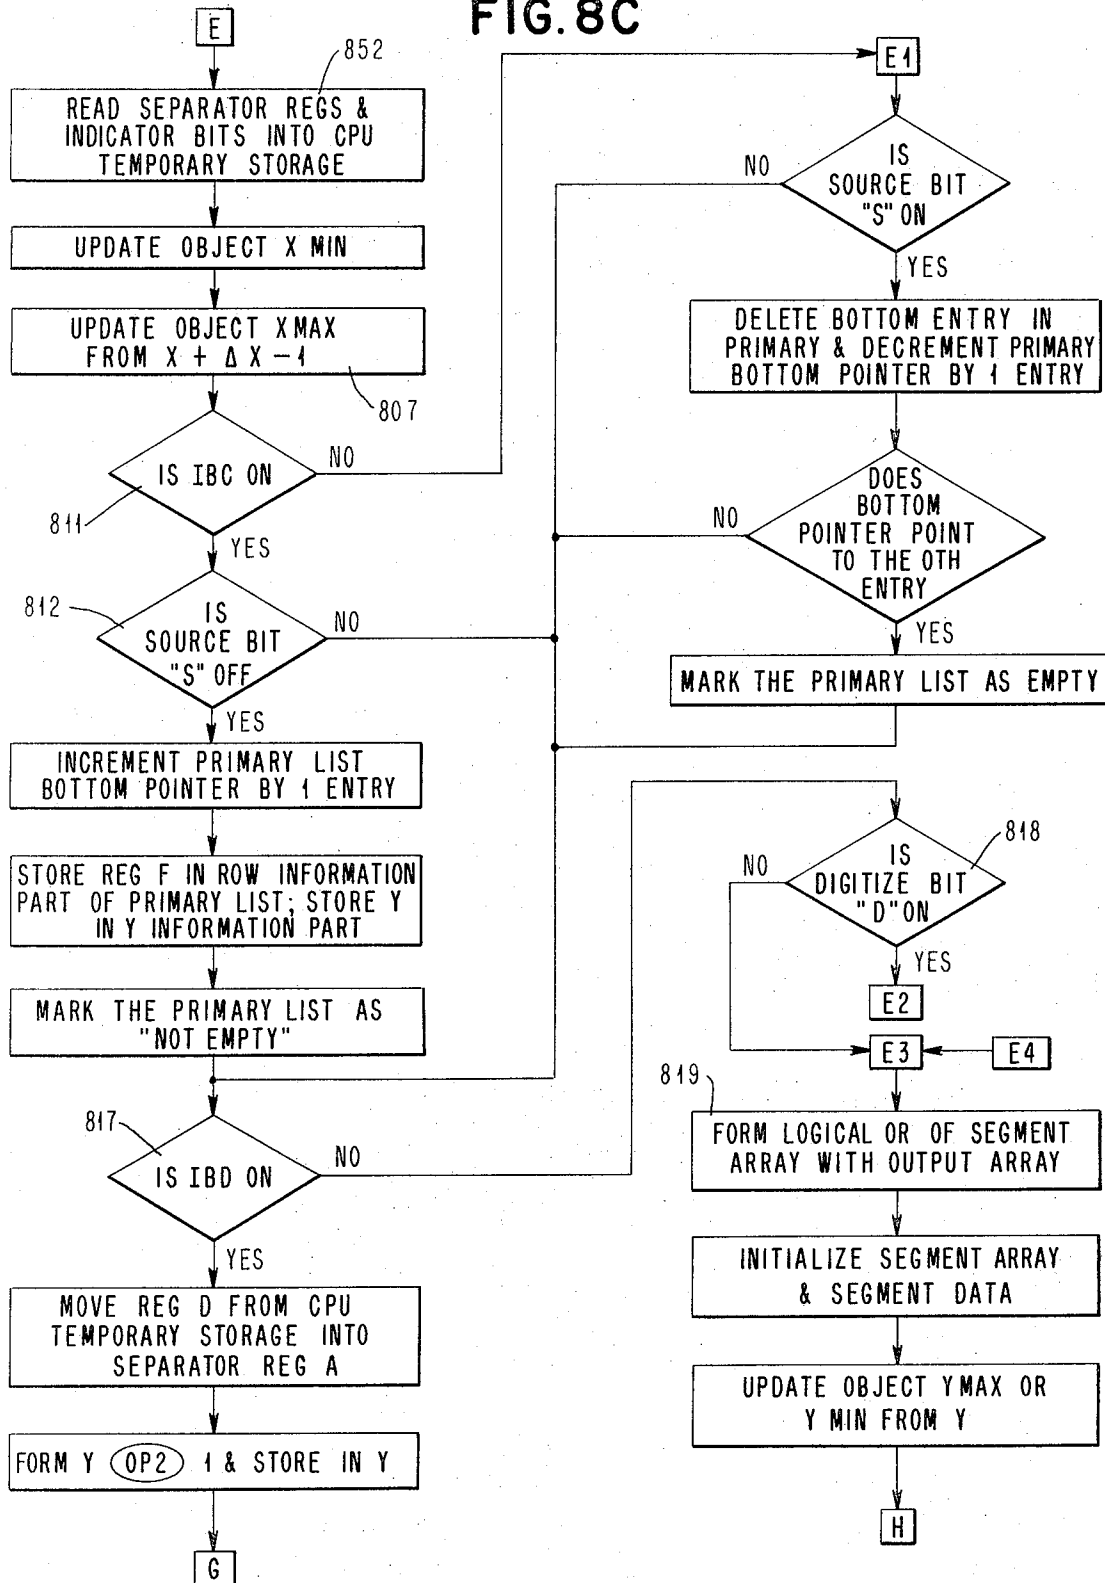 FIG. 8C
E
852
READ SEPARATOR REGS &
INDICATOR BITS INTO CPU
TEMPORARY STORAGE
UPDATE OBJECT X MIN
UPDATE OBJECT XMAX
FROM X + Δ X - 1
807
IS IBC ON
NO
811
YES
812
IS
SOURCE BIT
"S" OFF
NO
YES
INCREMENT PRIMARY LIST
BOTTOM POINTER BY 1 ENTRY
STORE REG F IN ROW INFORMATION
PART OF PRIMARY LIST; STORE Y
IN Y INFORMATION PART
MARK THE PRIMARY LIST AS
"NOT EMPTY"
817
IS IBD ON
NO
YES
MOVE REG D FROM CPU
TEMPORARY STORAGE INTO
SEPARATOR REG A
FORM Y OP2 1 & STORE IN Y
G
E1
IS
SOURCE BIT
"S" ON
NO
YES
DELETE BOTTOM ENTRY IN
PRIMARY & DECREMENT PRIMARY
BOTTOM POINTER BY 1 ENTRY
DOES
BOTTOM
POINTER POINT
TO THE 0TH
ENTRY
NO
YES
MARK THE PRIMARY LIST AS EMPTY
818
IS
DIGITIZE BIT
"D" ON
NO
YES
E2
E3
E4
819
FORM LOGICAL OR OF SEGMENT
ARRAY WITH OUTPUT ARRAY
INITIALIZE SEGMENT ARRAY
& SEGMENT DATA
UPDATE OBJECT YMAX OR
Y MIN FROM Y
H